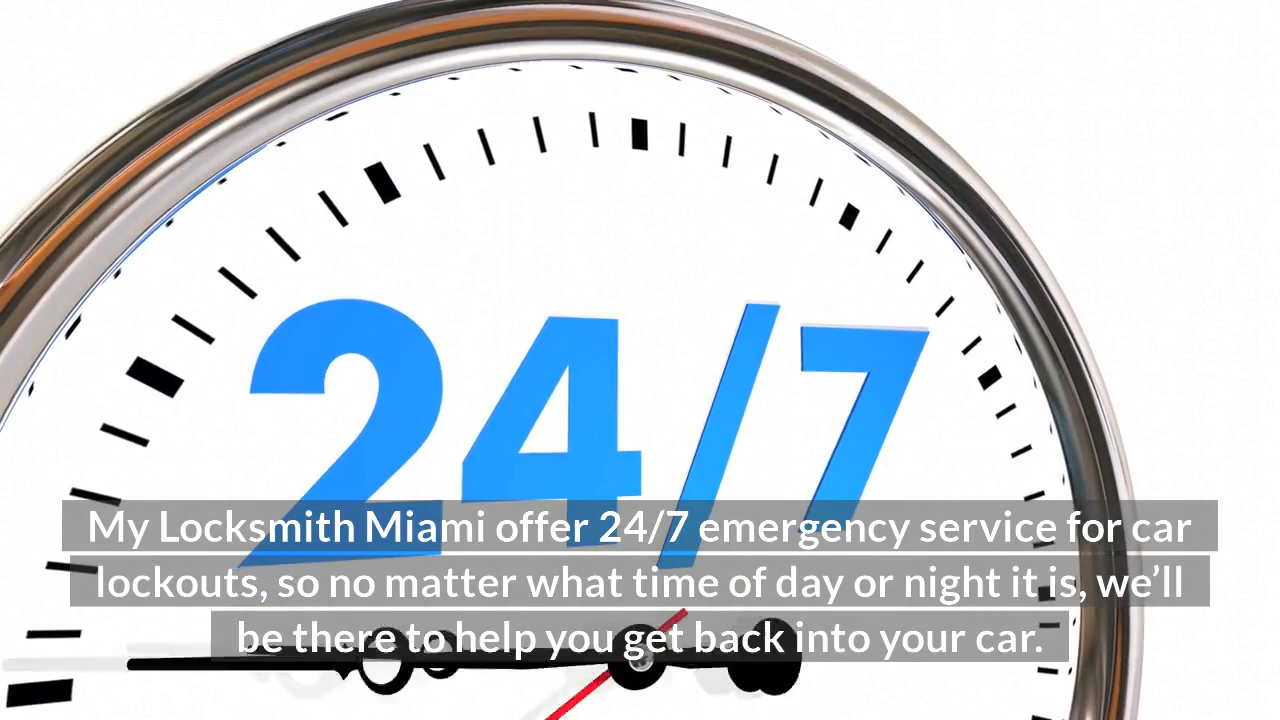 24/7
My Locksmith Miami offer 24/7 emergency service for car
lockouts, so no matter what time of day or night it is, we’ll
be there to help you get back into your car.